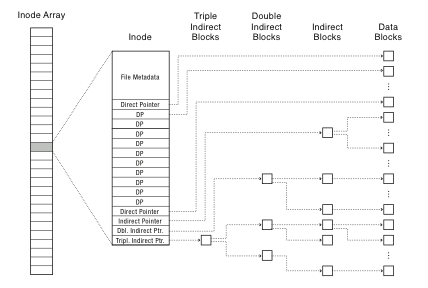 Inode Array
Inode
Triple
Indirect
Blocks
Double
Indirect
Blocks
Indirect
Blocks
Data
Blocks
File Metadata
Direct Pointer
DP
DP
DP
DP
DP
DP
DP
DP
DP
DP
Direct Pointer
Indirect Pointer
Dbl. Indirect Ptr.
Tripl. Indirect Ptr.